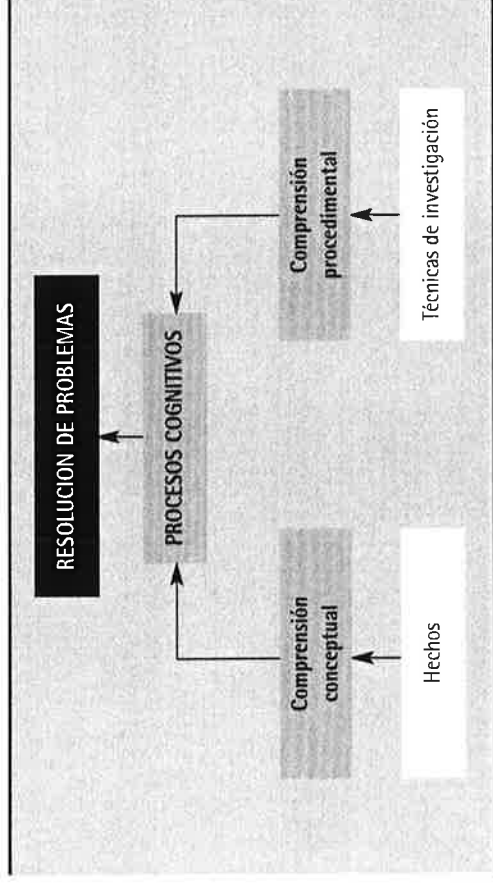 RESOLUCION DE PROBLEMAS
PROCESOS COGNITIVOS
Comprensión
conceptual
Comprensión
procedimental
Hechos
Técnicas de investigación